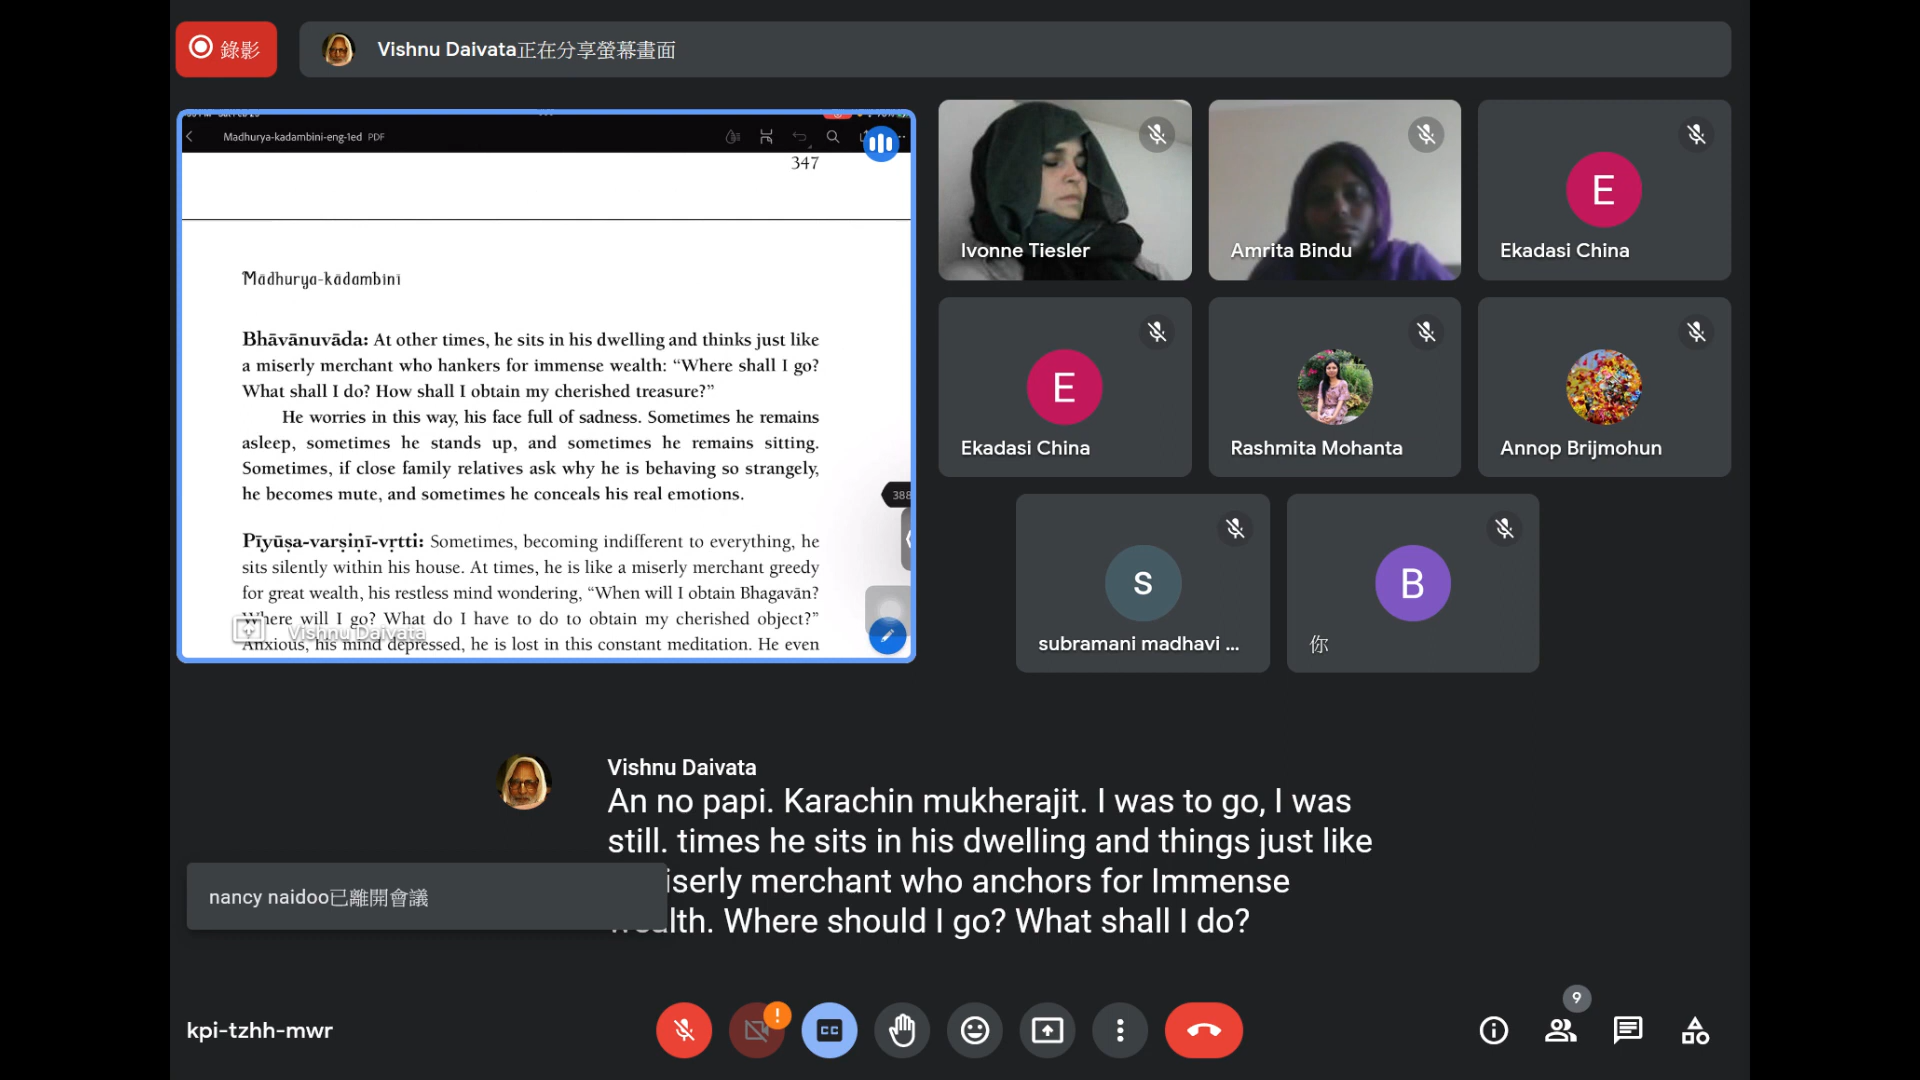 錄影
Vishnu Daivata正在分享螢幕畫面
Madhurya-kadambini-eng-1ed PDF
347
Mādhurya-kādambinī
Bhāvānuvāda: At other times, he sits in his dwelling and thinks just like
a miserly merchant who hankers for immense wealth: “Where shall I go?
What shall I do? How shall I obtain my cherished treasure?”
He worries in this way, his face full of sadness. Sometimes he remains
asleep, sometimes he stands up, and sometimes he remains sitting.
Sometimes, if close family relatives ask why he is behaving so strangely,
he becomes mute, and sometimes he conceals his real emotions.
388
Pīyūṣa-varṣiṇī-vṛtti: Sometimes, becoming indifferent to everything, he
sits silently within his house. At times, he is like a miserly merchant greedy
for great wealth, his restless mind wondering, “When will I obtain Bhagavān?
Where will I go? What do I have to do to obtain my cherished object?”
Vishnu Daivata
Anxious, his mind depressed, he is lost in this constant meditation. He even
Ivonne Tiesler
Amrita Bindu
E
Ekadasi China
E
Ekadasi China
Rashmita Mohanta
Annop Brijmohun
S
subramani madhavi ...
B
你
Vishnu Daivata
An no papi. Karachin mukherajit. I was to go, I was
still. times he sits in his dwelling and things just like
iserly merchant who anchors for Immense
lth. Where should I go? What shall I do?
nancy naidoo已離開會議
kpi-tzhh-mwr
!
CC
9